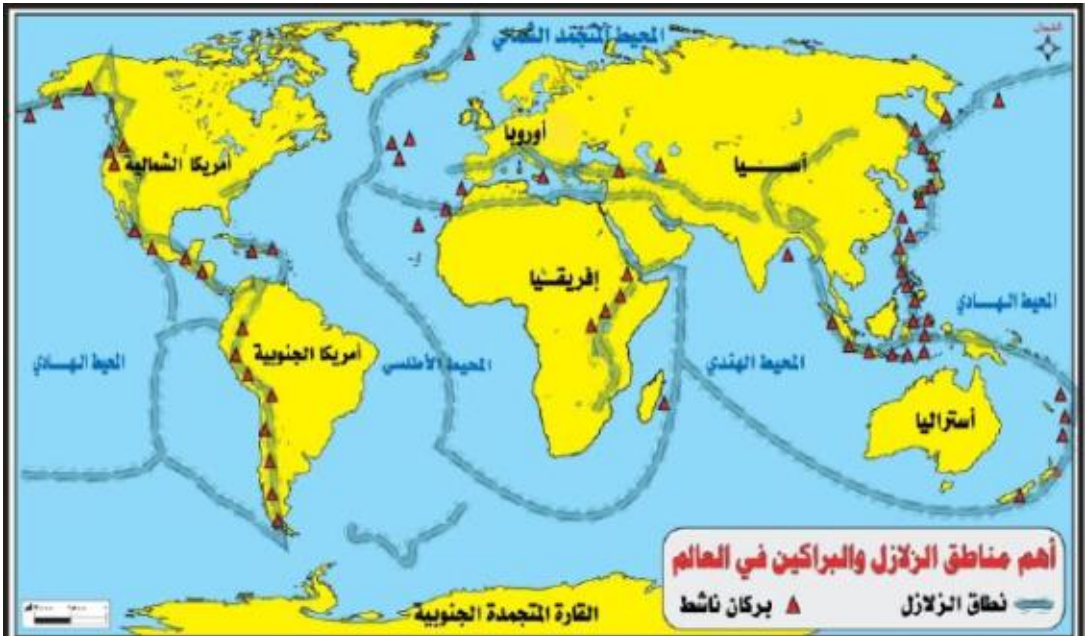 المحيط المتجمد الشمالي
الشمال
أوروبا
أمريكا الشمالية
آسيا
إفريقيا
المحيط الهادي
المحيط الهادي
أمريكا الجنوبية
المحيط الأطلسي
المحيط الهندي
أستراليا
أهم مناطق الزلازل والبراكين في العالم
نطاق الزلازل
بركان ناشط
القارة المتجمدة الجنوبية